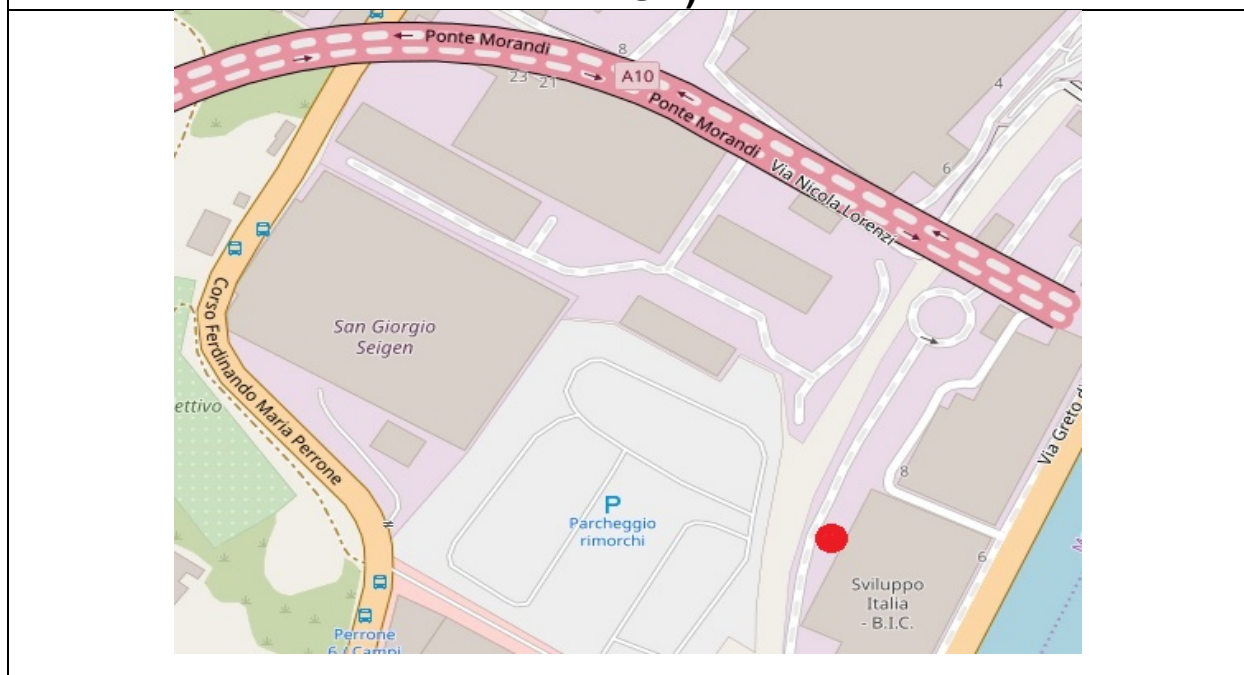 Ponte Morandi
8
23 21
A10
4
Ponte Morandi
Via Nicola Lorenzi
6
Corso Ferdinando Maria Perrone
San Giorgio
Seigen
ettivo
Via Greto d
8
P
Parcheggio
rimorchi
6
Sviluppo
Italia
- B.I.C.
Perrone
6 / Campi